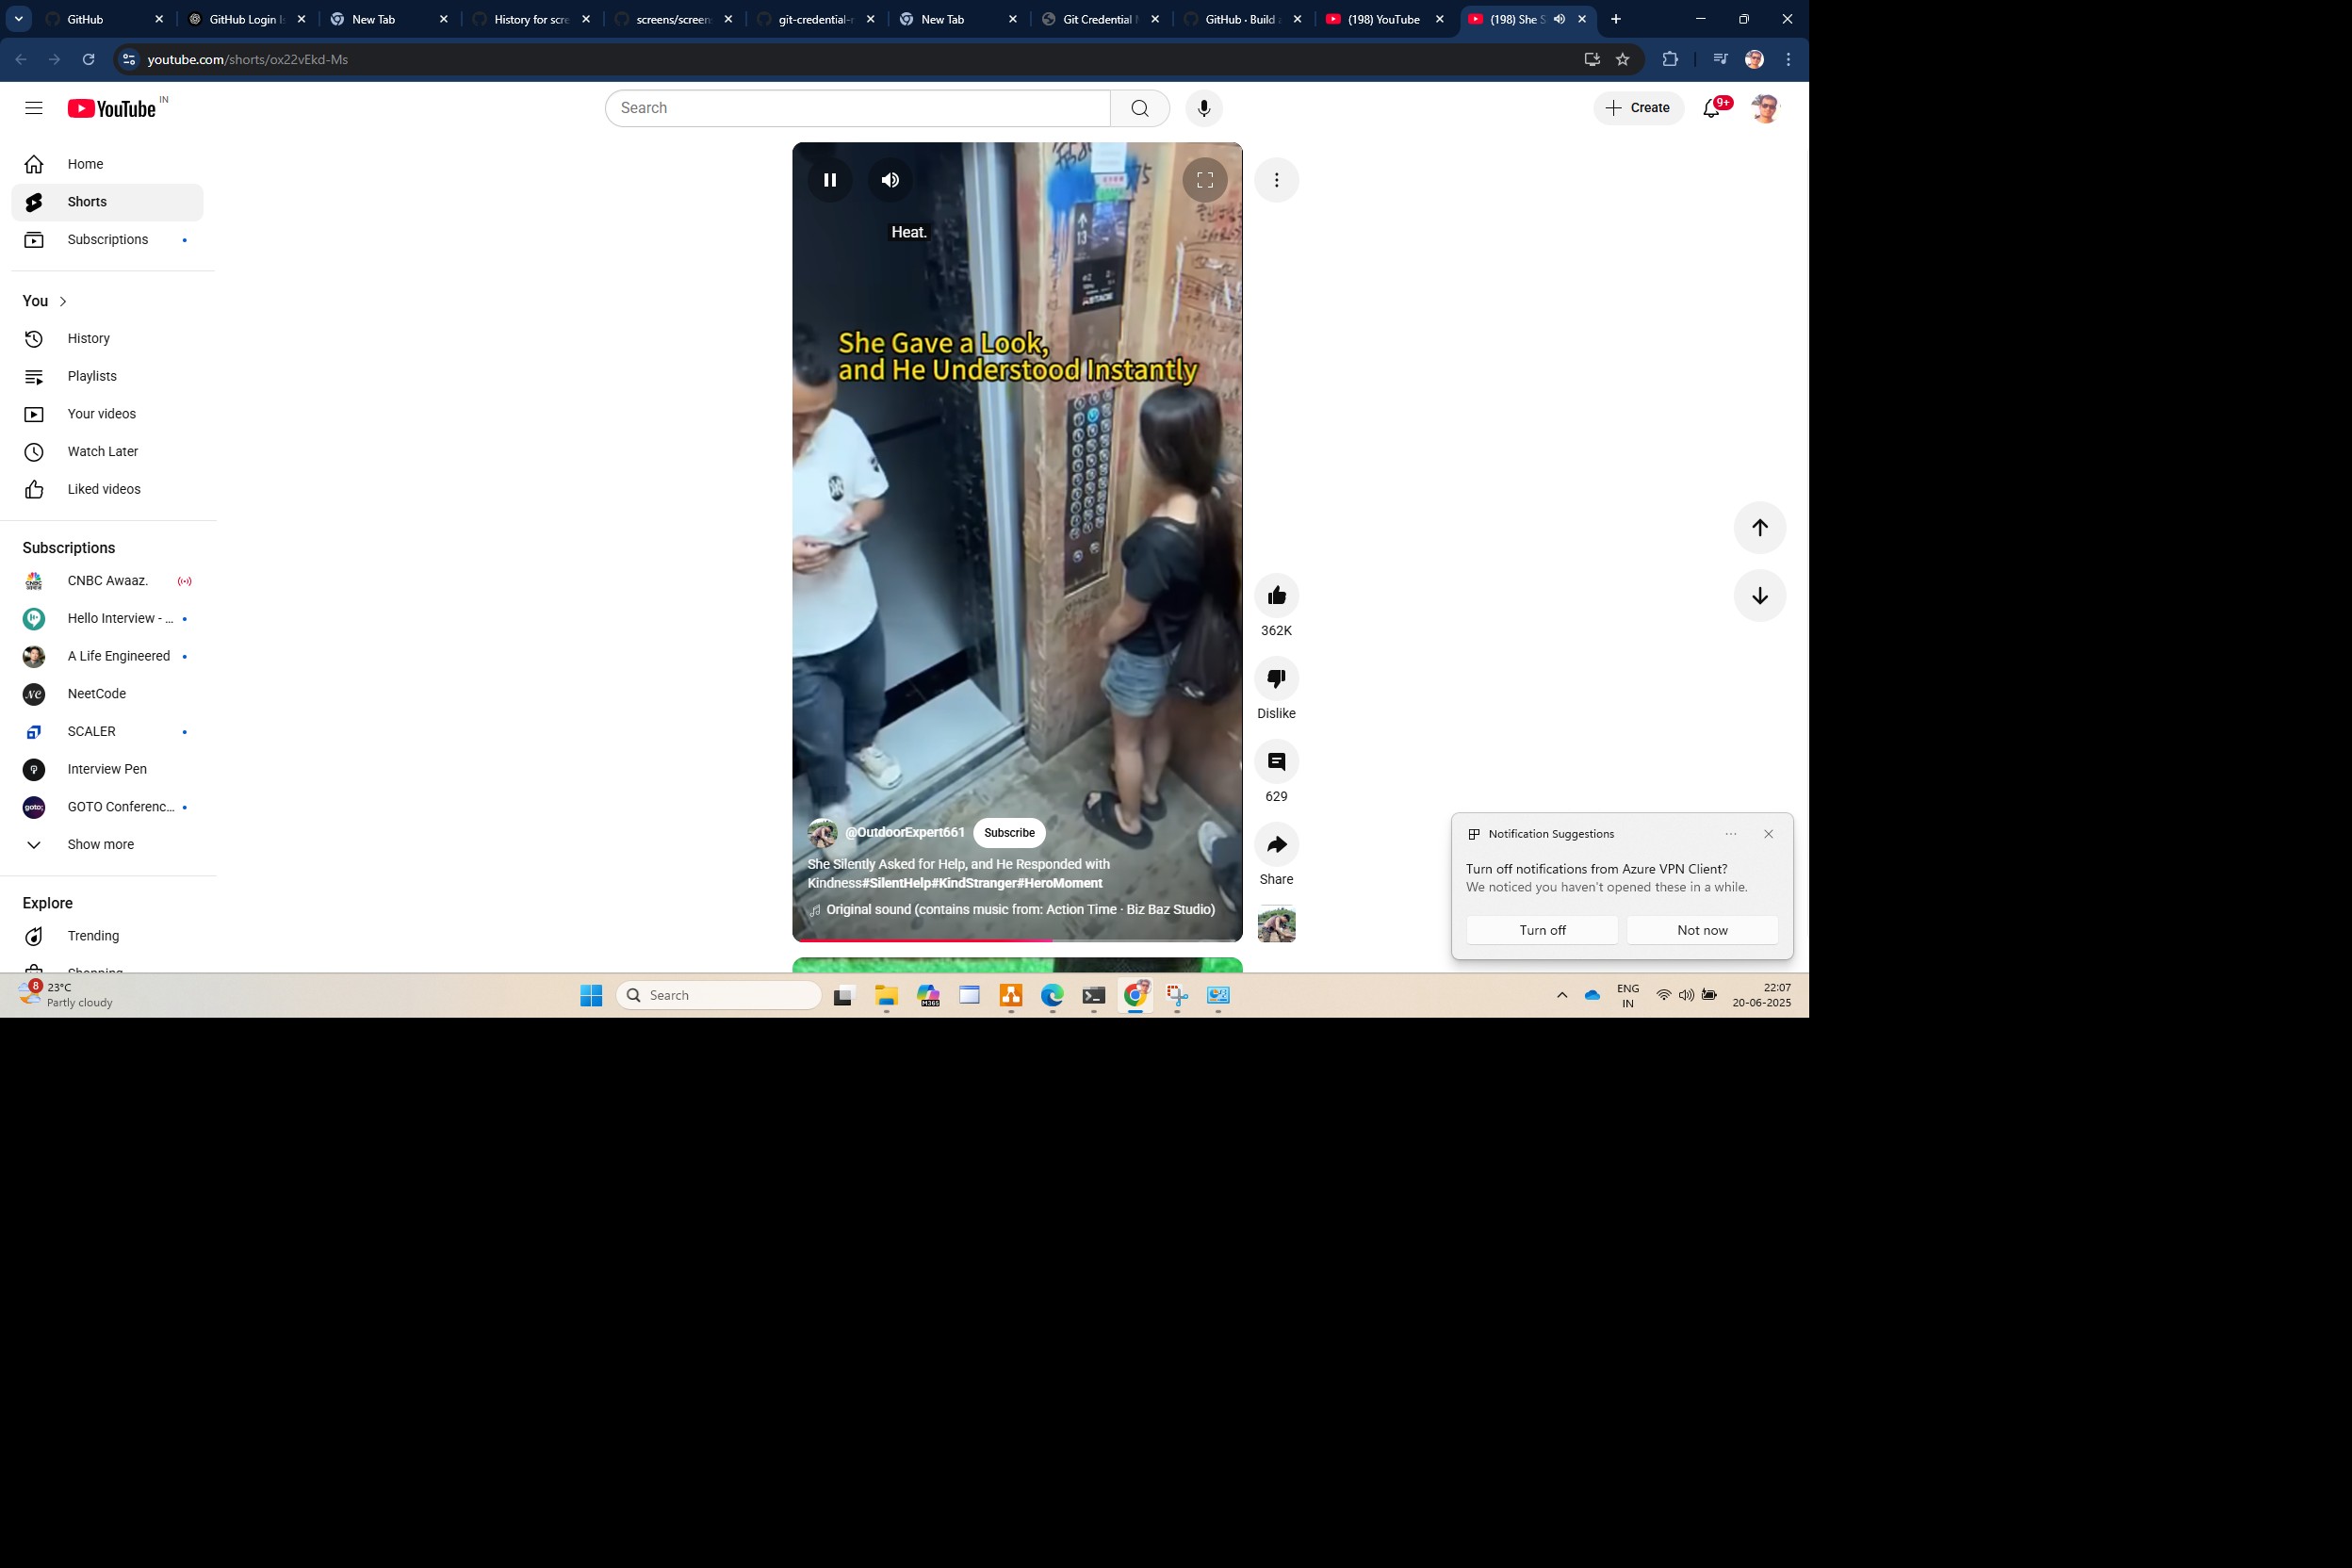 GitHub
GitHub Login
New Tab
History for scre
screens/screen
git-credential-
New Tab
Git Credential
GitHub · Build
(198) YouTube
(198) She S
youtube.com/shorts/ox22vEkd-Ms
YouTube IN
Search
Create
9+
Home
Shorts
Subscriptions
You
History
Playlists
Your videos
Watch Later
Liked videos
Subscriptions
CNBC Awaaz.
Hello Interview - ...
A Life Engineered
NeetCode
SCALER
Interview Pen
GOTO Conferenc...
Show more
Explore
Trending
Shopping
13
Heat.
She Gave a Look,
and He Understood Instantly
@OutdoorExpert661
Subscribe
She Silently Asked for Help, and He Responded with
Kindness#SilentHelp#KindStranger#HeroMoment
Original sound (contains music from: Action Time · Biz Baz Studio)
362K
Dislike
629
Share
Notification Suggestions
Turn off notifications from Azure VPN Client?
We noticed you haven't opened these in a while.
Turn off
Not now
8
23°C
Partly cloudy
Search
M365
ENG
IN
22:07
20-06-2025